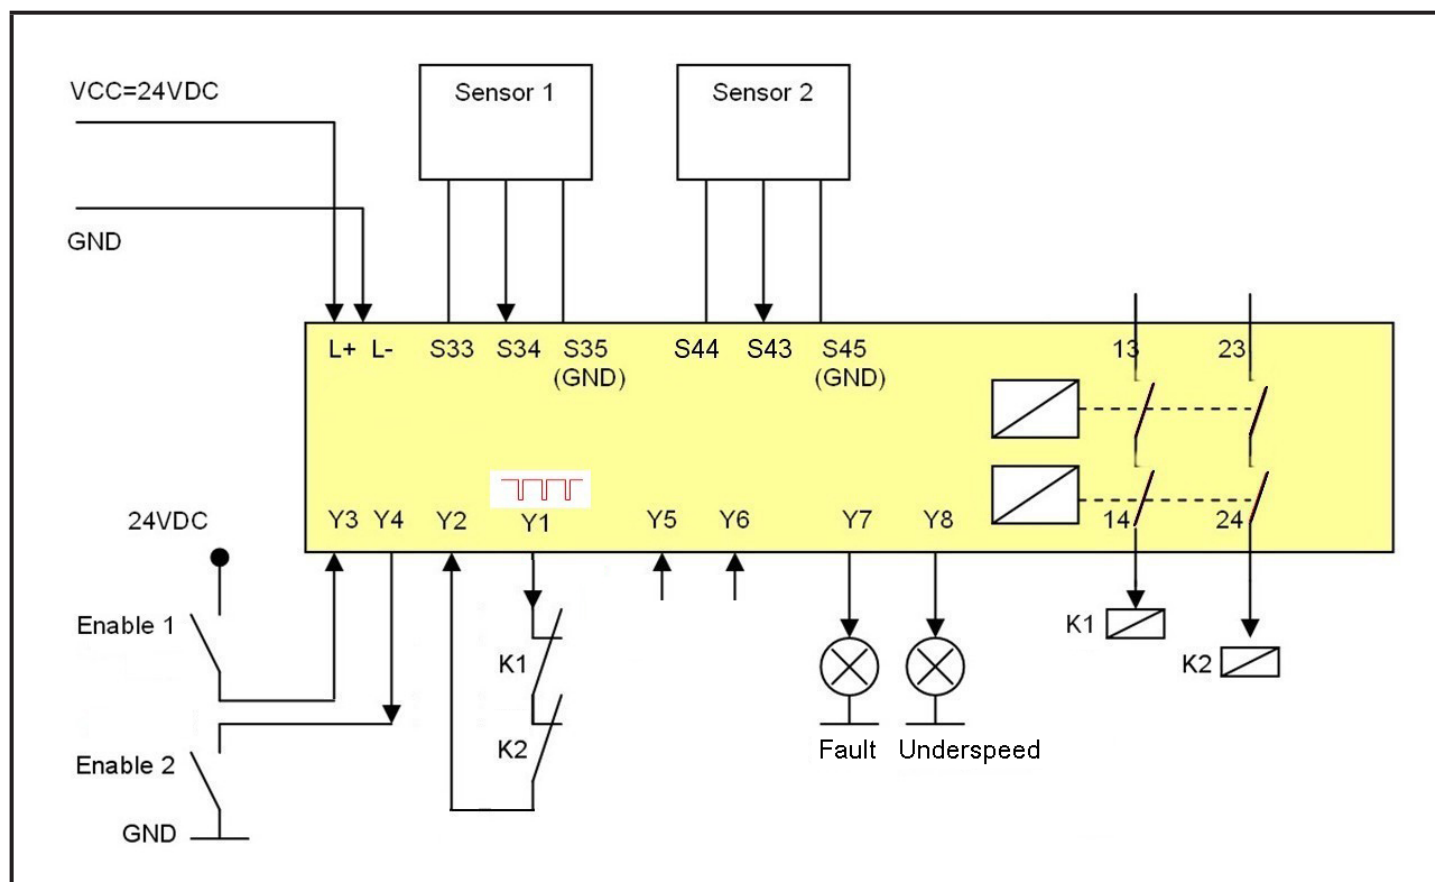 VCC=24VDC
GND
Sensor 1
Sensor 2
L+ L- S33 S34 S35 S44 S43 S45 13 23
(GND) (GND)
24VDC
Y3 Y4 Y2 Y1 Y5 Y6 Y7 Y8 14 24
Enable 1
K1
K1
K2
K2
Enable 2
Fault Underspeed
GND